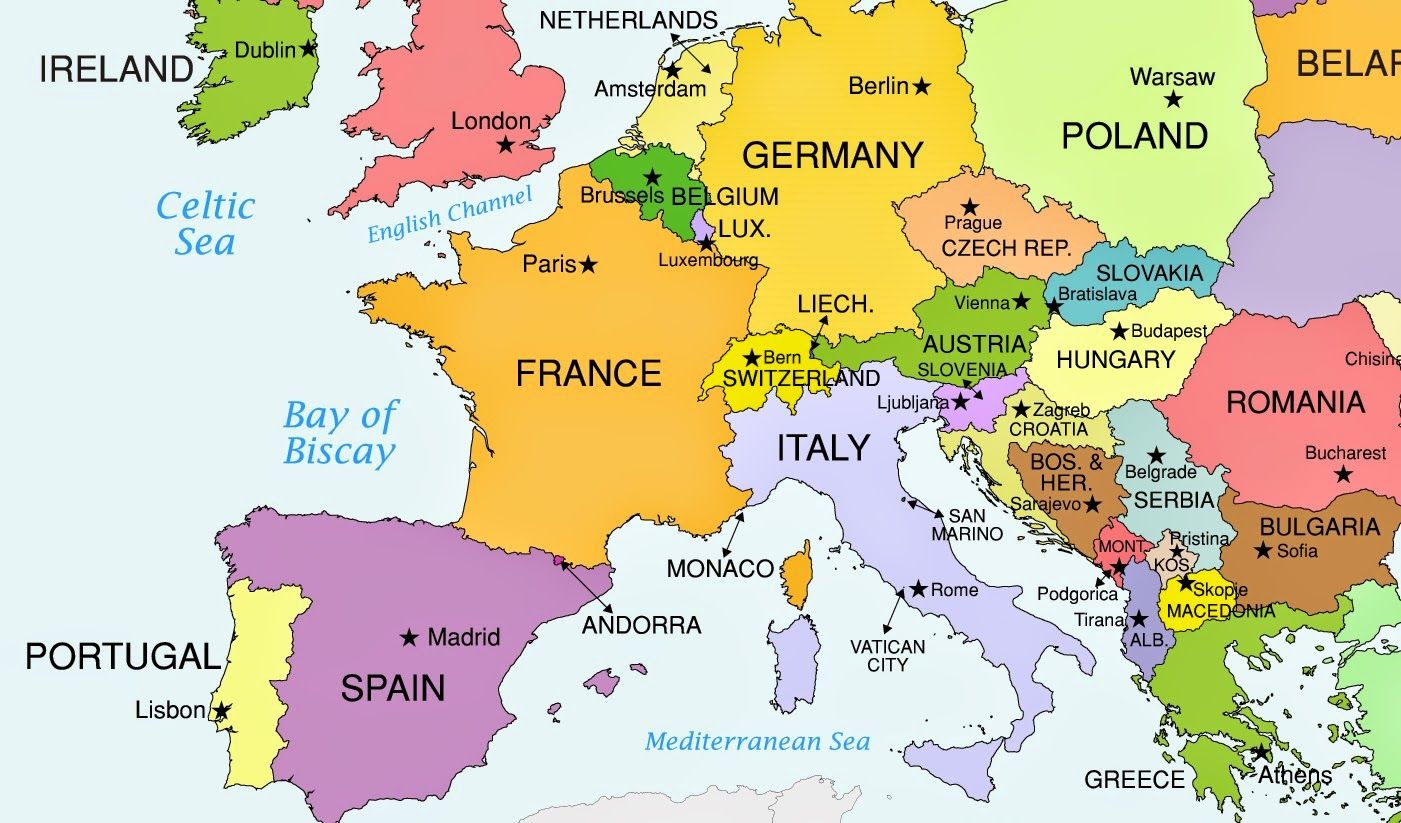 NETHERLANDS
IRELAND
Dublin
Amsterdam
London
Berlin
Warsaw
BELAR
GERMANY
POLAND
Celtic
Sea
English Channel
Brussels
BELGIUM
LUX.
Luxembourg
Paris
Prague
CZECH REP.
SLOVAKIA
Bratislava
Vienna
LIECH.
AUSTRIA
Budapest
HUNGARY
Bern
SWITZERLAND
SLOVENIA
Ljubljana
FRANCE
Zagreb
CROATIA
Chisin
ROMANIA
Bucharest
Bay of
Biscay
ITALY
BOS. &
HER.
Sarajevo
Belgrade
SERBIA
SAN
MARINO
BULGARIA
Sofia
MONT.
Pristina
KOS.
MONACO
Podgorica
Skopje
MACEDONIA
Rome
Tirana
ALB.
ANDORRA
VATICAN
CITY
PORTUGAL
Madrid
SPAIN
Lisbon
Mediterranean Sea
GREECE
Athens